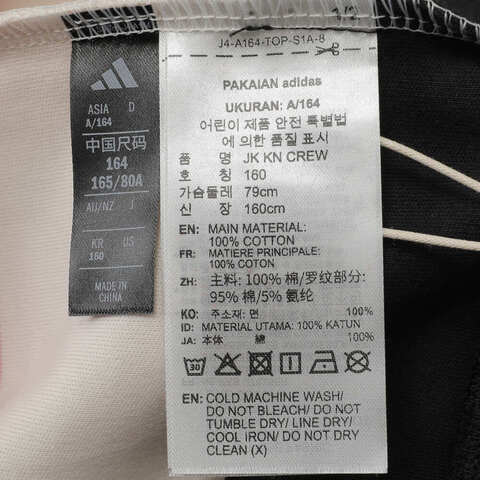 ASIA D
A/164
中国尺码
164
165/80A
AU/NZ J
KR US
160
MADE IN
CHINA
J4-A164-TOP-S1A-8
PAKAIAN adidas
UKURAN: A/164
어린이 제품 안전 특별법
에 의한 품질 표시
품 명 JK KN CREW
호 칭 160
가슴둘레 79cm
신 장 160cm
EN: MAIN MATERIAL:
100% COTTON
FR: MATIERE PRINCIPALE:
100% COTON
ZH: 主料: 100% 棉/罗纹部分:
95% 棉/5% 氨纶
KO: 주소재: 면 100%
ID: MATERIAL UTAMA: 100% KATUN
JA: 本体 綿 100%
30
EN: COLD MACHINE WASH/
DO NOT BLEACH/ DO NOT
TUMBLE DRY/ LINE DRY/
COOL IRON/ DO NOT DRY
CLEAN (X)